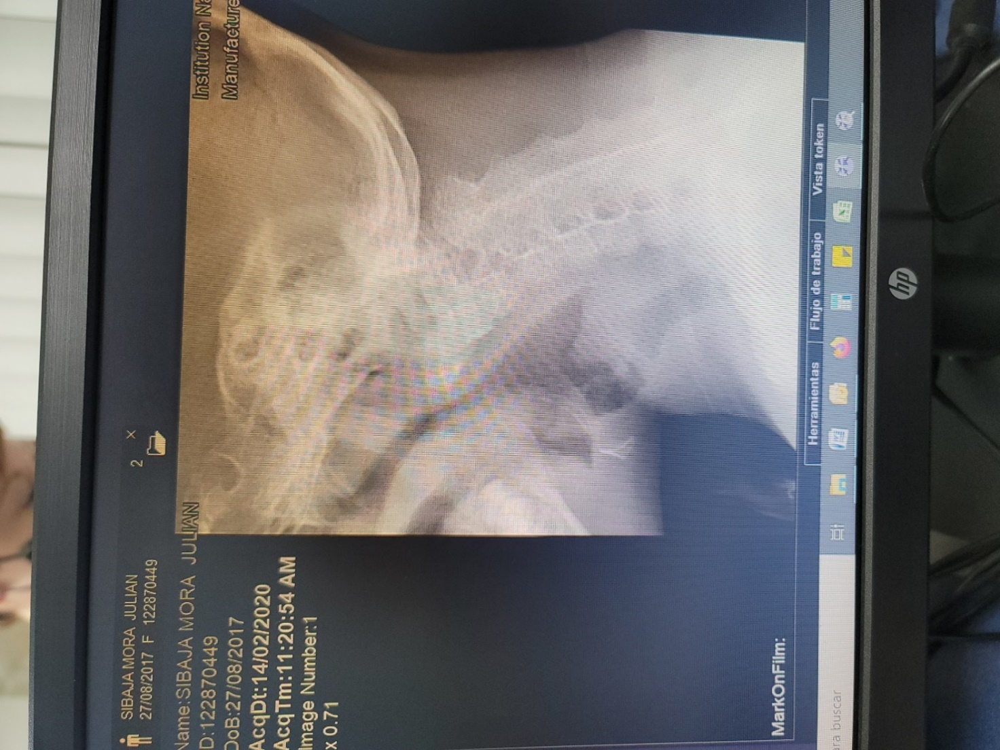 SIBAJA MORA JULIAN
27/08/2017 F 122870449
2 ×
Name:SIBAJA MORA JULIAN
D:122870449
DoB:27/08/2017
AcqDt:14/02/2020
AcqTm:11:20:54 AM
Image Number:1
x 0.71
Institution Na
Manufacture
MarkOnFilm:
Herramientas
Flujo de trabajo
Vista token
ra buscar
hp